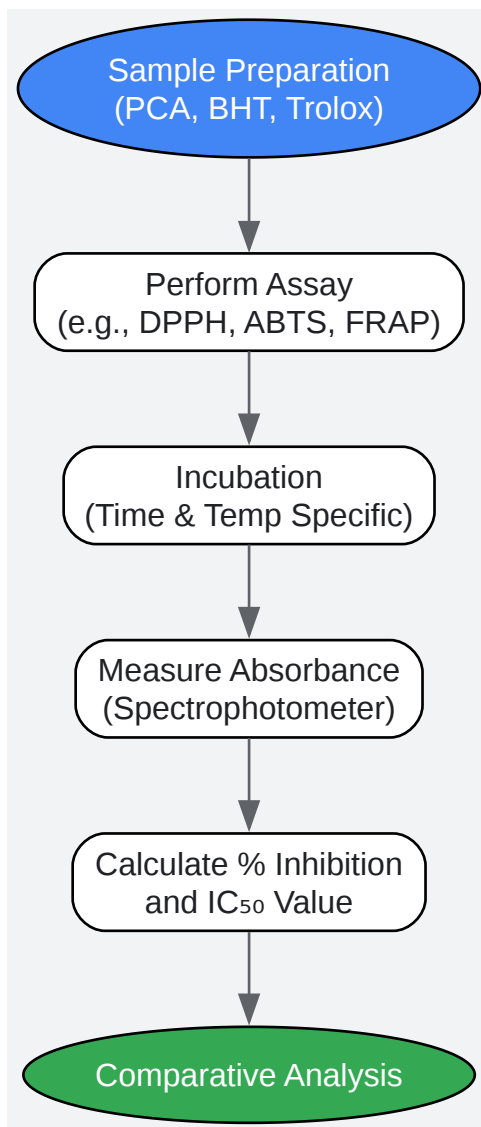 Sample Preparation
(PCA, BHT, Trolox)
Perform Assay
(e.g., DPPH, ABTS, FRAP)
Incubation
(Time & Temp Specific)
Measure Absorbance
(Spectrophotometer)
Calculate % Inhibition
and IC₅₀ Value
Comparative Analysis